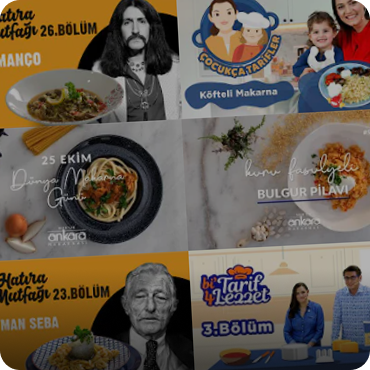 Hatıra
Mutfağı 26.BÖLÜM
MANÇO
ÇOCUKÇA TARİFLER
Köfteli Makarna
25 EKİM
Dünya Makarna
Günü
ankara
kuru fasulyeli
BULGUR PİLAVI
ankara
Hatıra
Mutfağı 23.BÖLÜM
MAN SEBA
bi Tarif
4 Lezzet
3.Bölüm